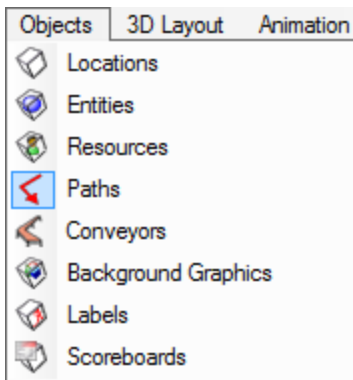 Objects 3D Layout Animation
Locations
Entities
Resources
Paths
Conveyors
Background Graphics
Labels
Scoreboards